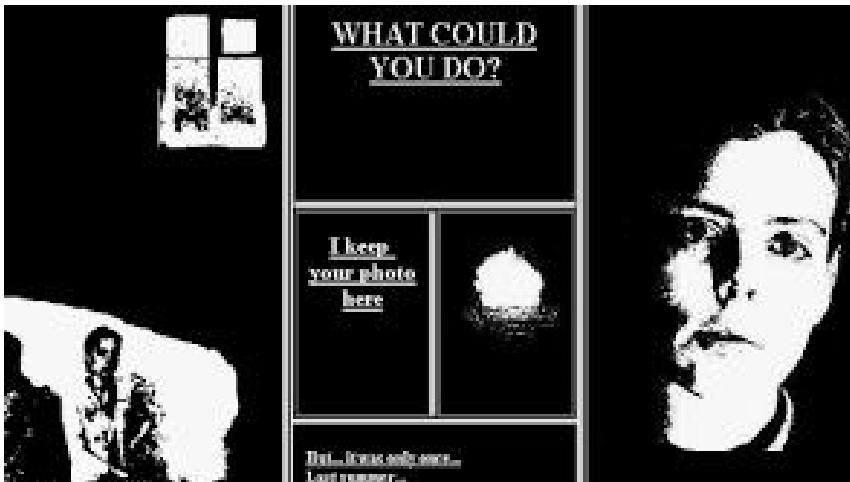 WHAT COULD
YOU DO?
I keep
your photo
here
But... it was only once...
Last summer...